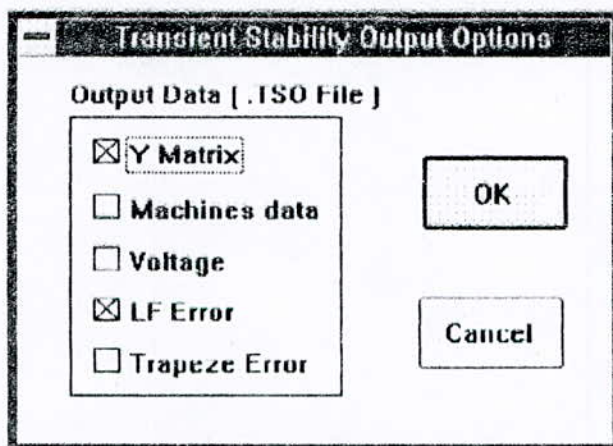 Transient Stability Output Options
Output Data [ .TSO File ]
Y Matrix
Machines data
Voltage
LF Error
Trapeze Error
OK
Cancel